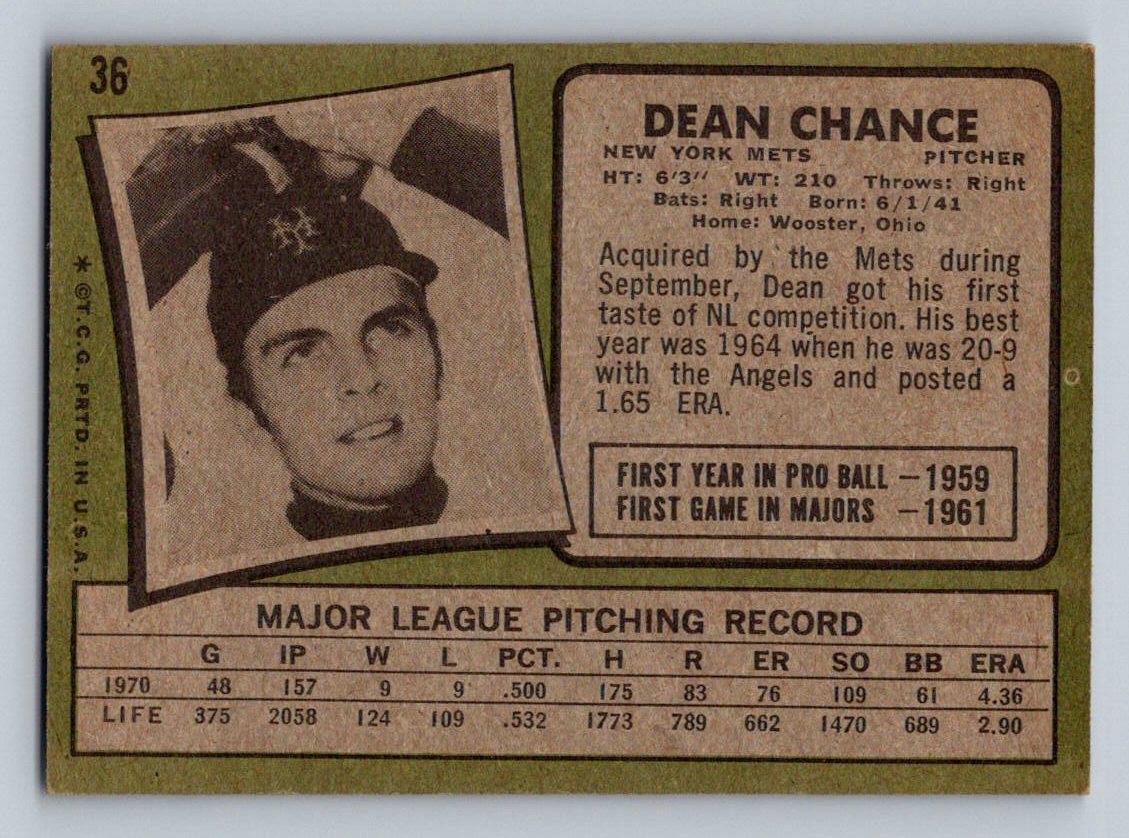 36
DEAN CHANCE
NEW YORK METS PITCHER
HT: 6'3" WT: 210 Throws: Right
Bats: Right Born: 6/1/41
Home: Wooster, Ohio
Acquired by the Mets during
September, Dean got his first
taste of NL competition. His best
year was 1964 when he was 20-9
with the Angels and posted a
1.65 ERA.
FIRST YEAR IN PRO BALL —1959
FIRST GAME IN MAJORS —1961
NY
* ©T.C.G. PRTD. IN U.S.A.
MAJOR LEAGUE PITCHING RECORD
G IP W L PCT. H R ER SO BB ERA
1970 48 157 9 9 .500 175 83 76 109 61 4.36
LIFE 375 2058 124 109 .532 1773 789 662 1470 689 2.90